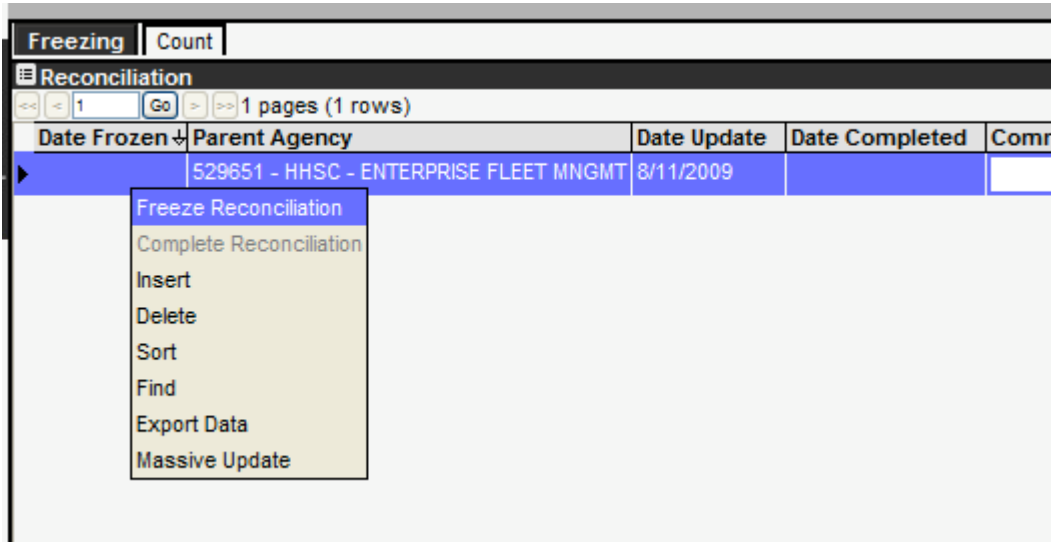 Freezing Count
Reconciliation
<< < 1 Go > >> 1 pages (1 rows)
Date Frozen Parent Agency Date Update Date Completed Comm
529651 - HHSC - ENTERPRISE FLEET MNGMT 8/11/2009
Freeze Reconciliation
Complete Reconciliation
Insert
Delete
Sort
Find
Export Data
Massive Update